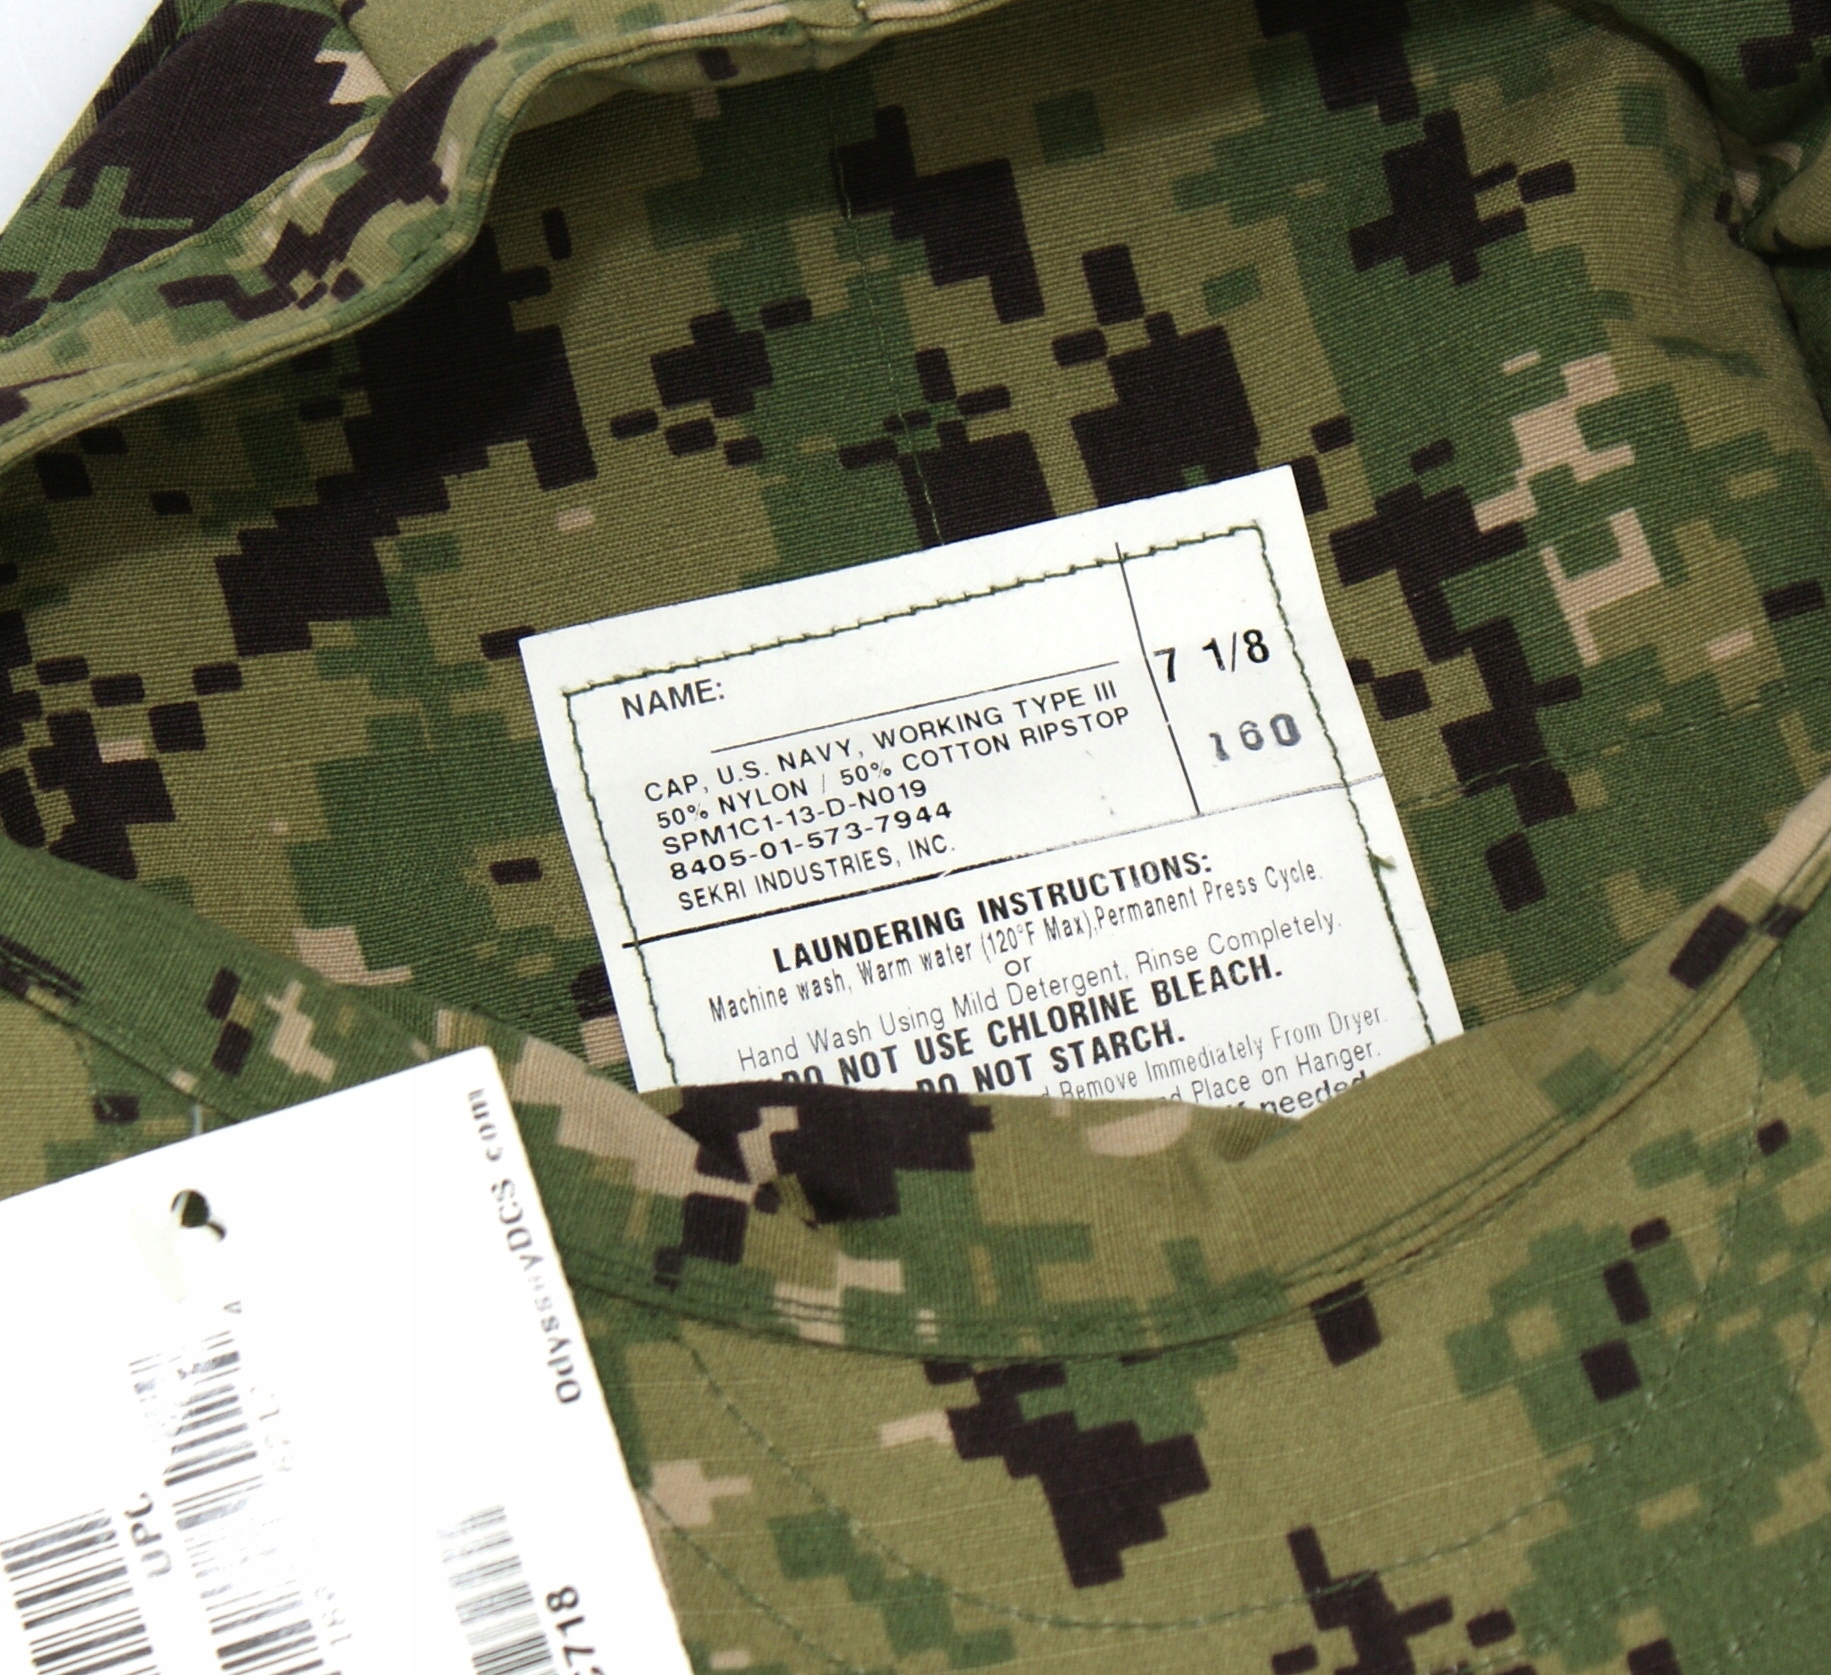 NAME:
7 1/8
160
CAP, U.S. NAVY, WORKING TYPE III
50% NYLON / 50% COTTON RIPSTOP
SPM1C1-13-D-N019
8405-01-573-7944
SEKRI INDUSTRIES, INC.
LAUNDERING INSTRUCTIONS:
Machine wash, Warm water (120°F Max),Permanent Press Cycle.
or
Hand Wash Using Mild Detergent, Rinse Completely.
DO NOT USE CHLORINE BLEACH.
DO NOT STARCH.
Remove Immediately From Dryer.
Place on Hanger.
needed
OdysseyDCS com
UPC
718